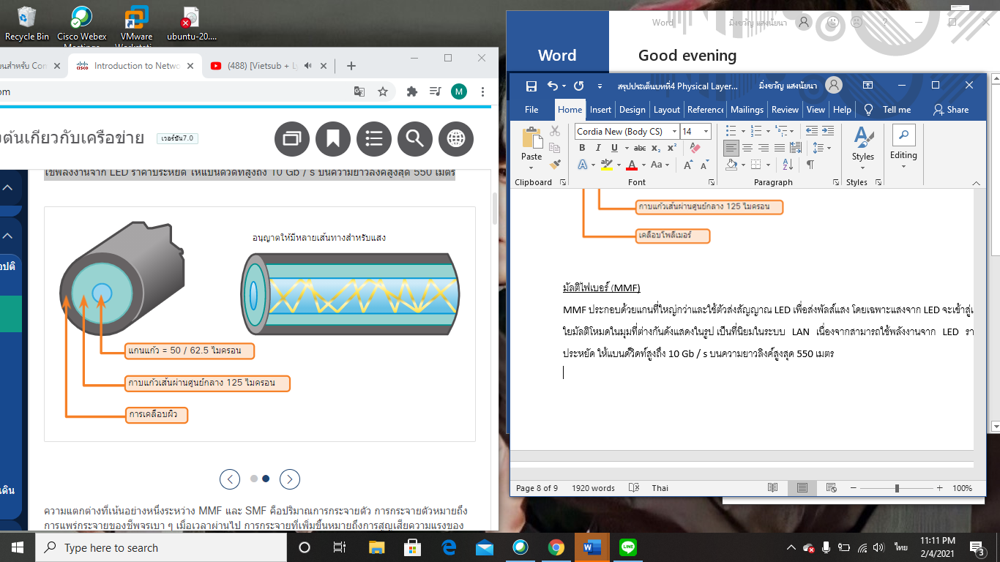 Recycle Bin
Cisco Webex
VMware
ubuntu-20....
Introduction to Netwo
(488) [Vietsub + Ly
M
งต้นเกี่ยวกับเครือข่าย
เวอร์ชัน7.0
ใช้พลังงานจาก LED ราคาประหยัด ให้แบนด์วิดท์สูงถึง 10 Gb / s บนความยาวลิงค์สูงสุด 550 เมตร
อนุญาตให้มีหลายเส้นทางสำหรับแสง
แกนแก้ว = 50 / 62.5 ไมครอน
กาบแก้วเส้นผ่านศูนย์กลาง 125 ไมครอน
การเคลือบผิว
ความแตกต่างที่เน้นอย่างหนึ่งระหว่าง MMF และ SMF คือปริมาณการกระจายตัว การกระจายตัวหมายถึง
การแพร่กระจายของชีพจรเบา ๆ เมื่อเวลาผ่านไป การกระจายที่เพิ่มขึ้นหมายถึงการสูญเสียความแรงของ
Word
มิ่งขวัญ แสงนัยนา
Word
Good evening
สรุปประเด็นบทที่4 Physical Layer...
มิ่งขวัญ แสงนัยนา
File Home Insert Design Layout Reference Mailings Review View Help Tell me Share
Cordia New (Body CS) 14
Paste
Styles
Editing
Clipboard Font Paragraph Styles
กาบแก้วเส้นผ่านศูนย์กลาง 125 ไมครอน
เคลือบโพลีเมอร์
มัลติไฟเบอร์ (MMF)
MMF ประกอบด้วยแกนที่ใหญ่กว่าและใช้ตัวส่งสัญญาณ LED เพื่อส่งพัลส์แสง โดยเฉพาะแสงจาก LED จะเข้าสู่
ใยมัลติโหมดในมุมที่ต่างกันดังแสดงในรูป เป็นที่นิยมในระบบ LAN เนื่องจากสามารถใช้พลังงานจาก LED รา
ประหยัด ให้แบนด์วิดท์สูงถึง 10 Gb / s บนความยาวลิงค์สูงสุด 550 เมตร
Page 8 of 9 1920 words Thai 100%
Type here to search
ไทย
11:11 PM
2/4/2021
3